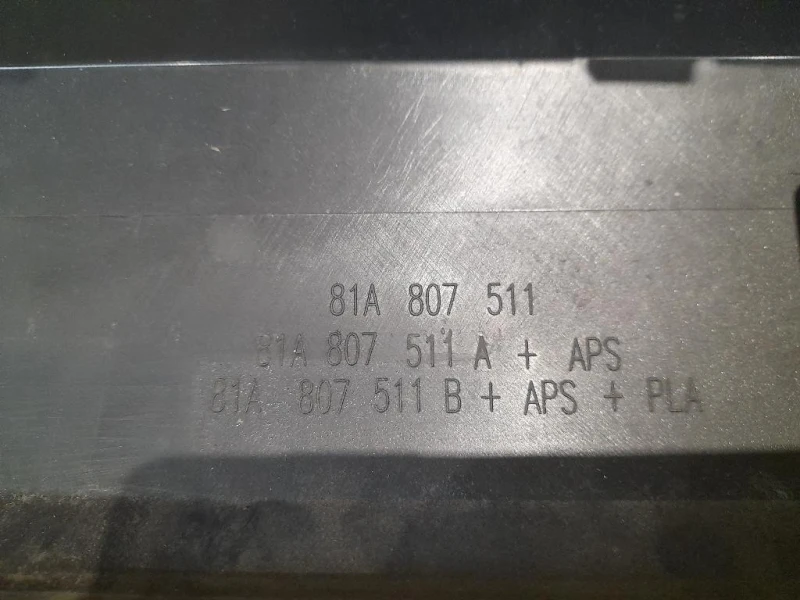 81A 807 511
81A 807 511 A + APS
81A 807 511 B + APS + PLA